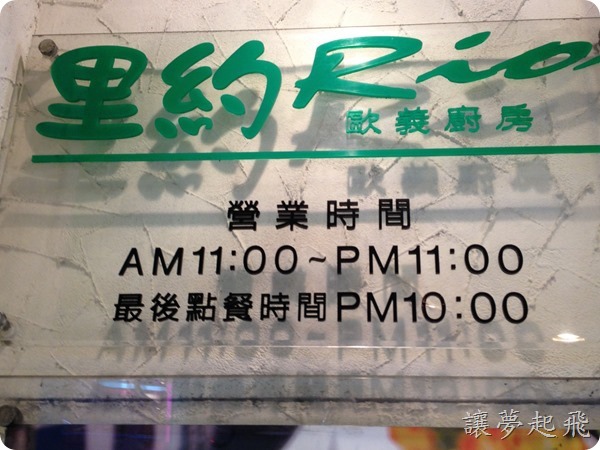 里約Rio
歐義廚房
營業時間
AM11:00~PM11:00
最後點餐時間PM10:00
讓夢起飛